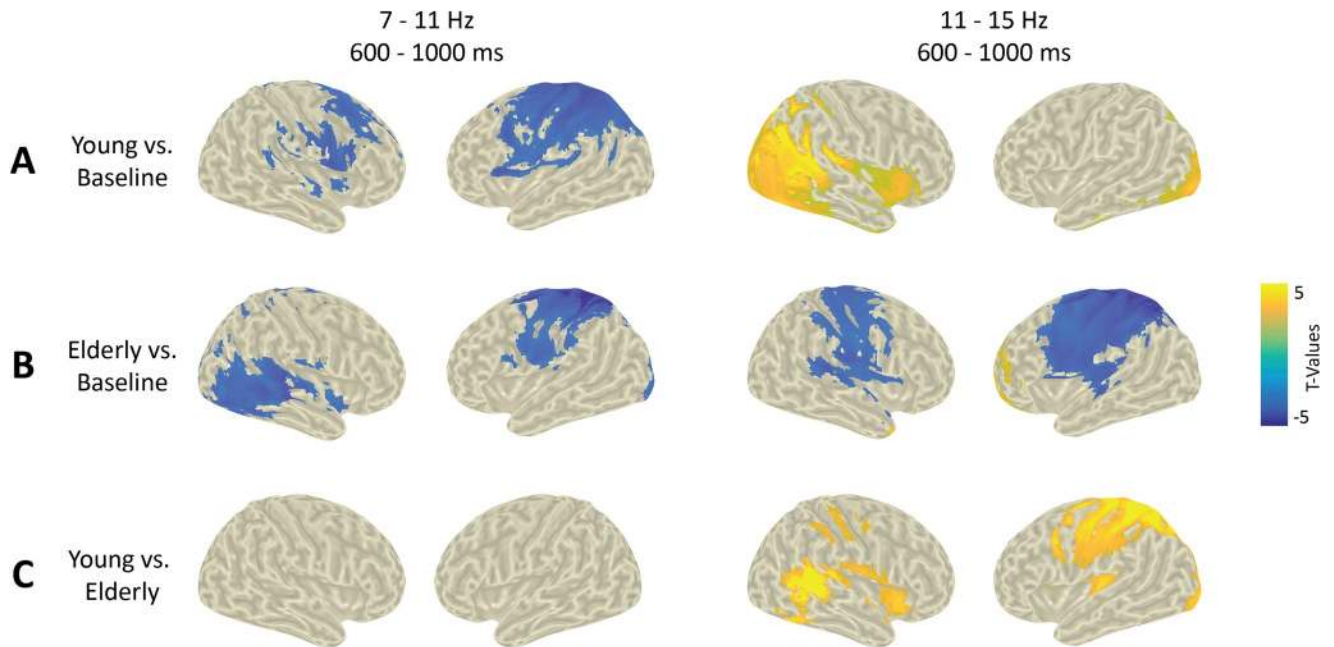 7 - 11 Hz
600 - 1000 ms
11 - 15 Hz
600 - 1000 ms
A
Young vs.
Baseline
B
Elderly vs.
Baseline
5
T-Values
-5
C
Young vs.
Elderly